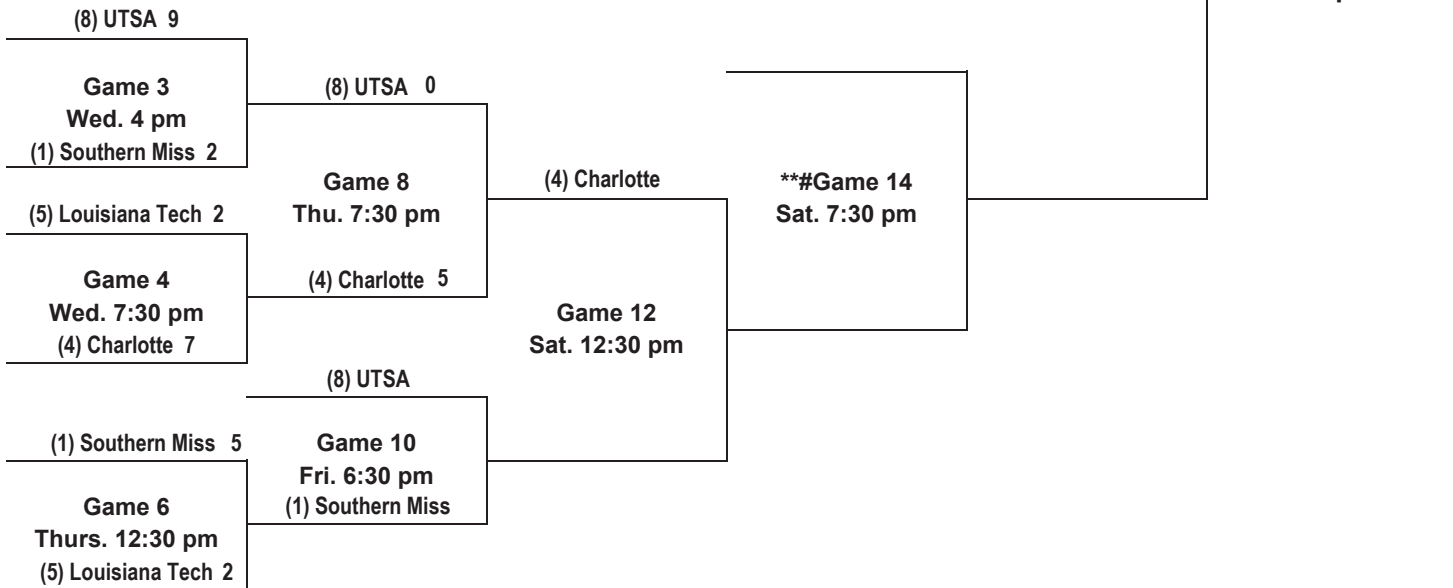 (8) UTSA 9
Game 3
Wed. 4 pm
(1) Southern Miss 2
(5) Louisiana Tech 2
Game 4
Wed. 7:30 pm
(4) Charlotte 7
(1) Southern Miss 5
Game 6
Thurs. 12:30 pm
(5) Louisiana Tech 2
(8) UTSA 0
Game 8
Thu. 7:30 pm
(4) Charlotte 5
(8) UTSA
Game 10
Fri. 6:30 pm
(1) Southern Miss
(4) Charlotte
Game 12
Sat. 12:30 pm
**#Game 14
Sat. 7:30 pm